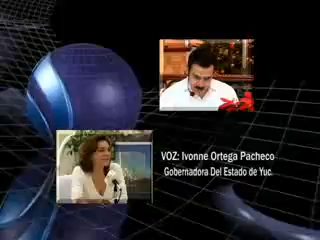 VOZ: Ivonne Ortega Pacheco
Gobernadora Del Estado de Yuc.